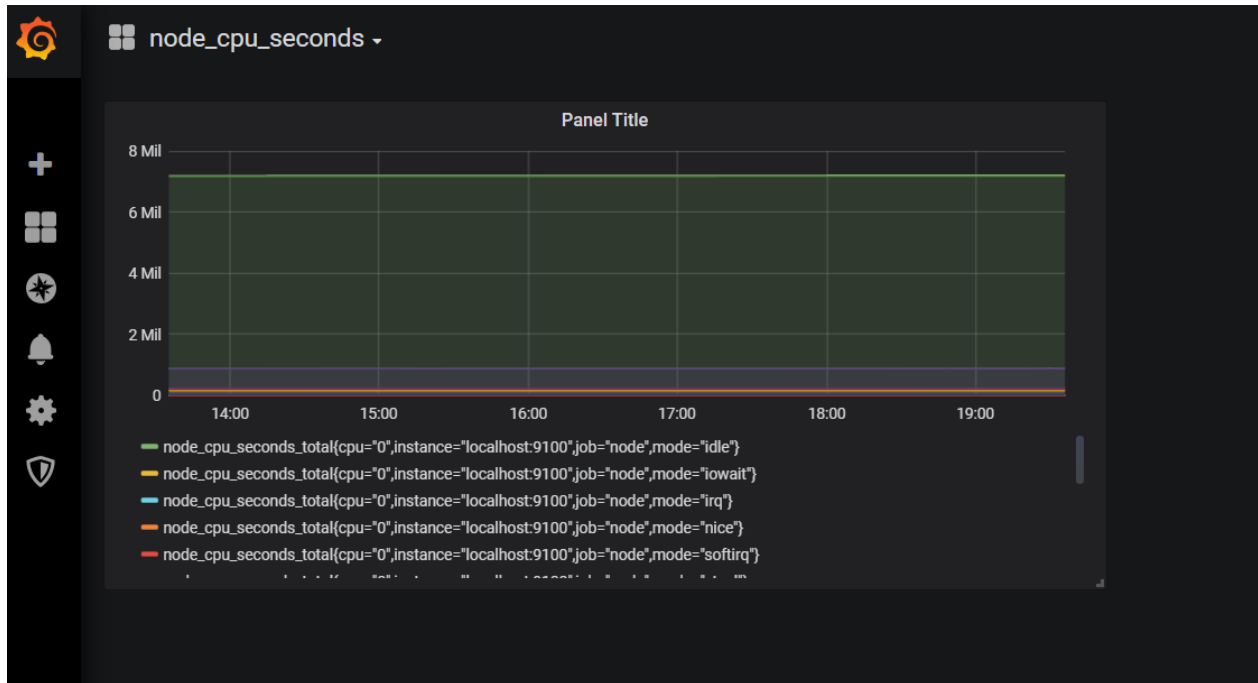 node_cpu_seconds
Panel Title
8 Mil
6 Mil
4 Mil
2 Mil
0
14:00 15:00 16:00 17:00 18:00 19:00
node_cpu_seconds_total{cpu="0",instance="localhost:9100",job="node",mode="idle"}
node_cpu_seconds_total{cpu="0",instance="localhost:9100",job="node",mode="iowait"}
node_cpu_seconds_total{cpu="0",instance="localhost:9100",job="node",mode="irq"}
node_cpu_seconds_total{cpu="0",instance="localhost:9100",job="node",mode="nice"}
node_cpu_seconds_total{cpu="0",instance="localhost:9100",job="node",mode="softirq"}